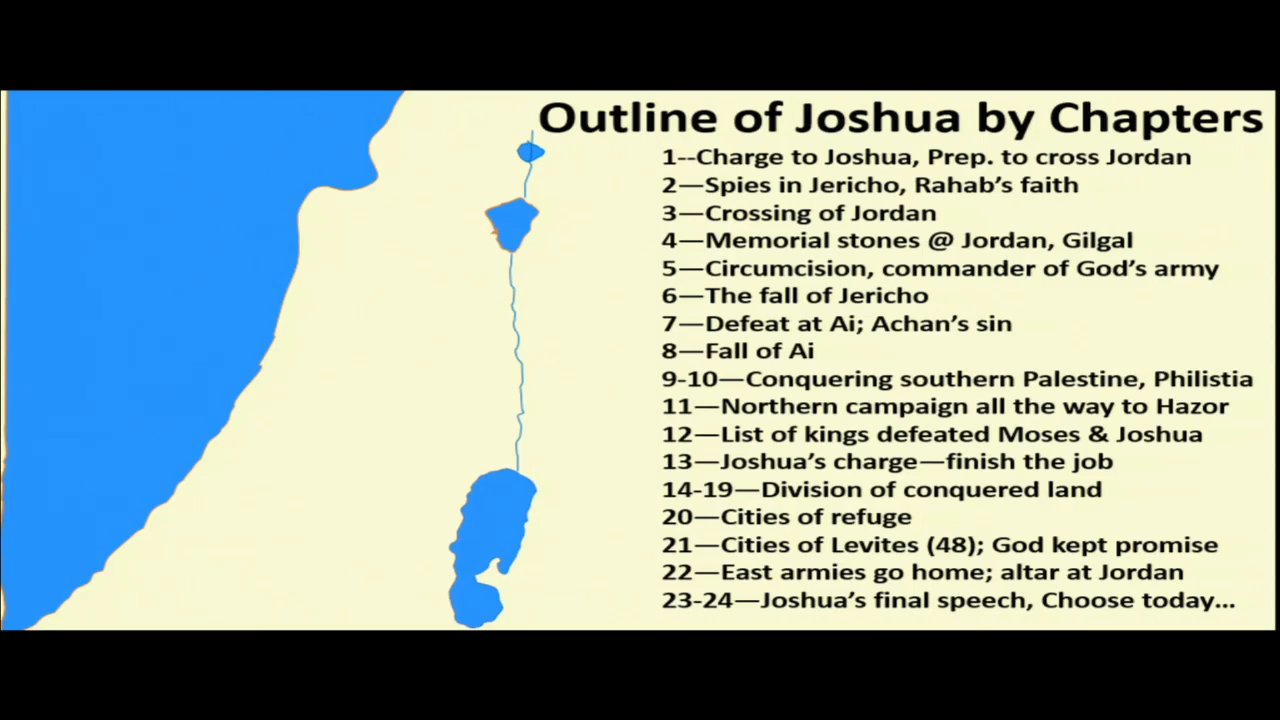 Outline of Joshua by Chapters
1--Charge to Joshua, Prep. to cross Jordan
2—Spies in Jericho, Rahab’s faith
3—Crossing of Jordan
4—Memorial stones @ Jordan, Gilgal
5—Circumcision, commander of God’s army
6—The fall of Jericho
7—Defeat at Ai; Achan’s sin
8—Fall of Ai
9-10—Conquering southern Palestine, Philistia
11—Northern campaign all the way to Hazor
12—List of kings defeated Moses & Joshua
13—Joshua’s charge—finish the job
14-19—Division of conquered land
20—Cities of refuge
21—Cities of Levites (48); God kept promise
22—East armies go home; altar at Jordan
23-24—Joshua’s final speech, Choose today…